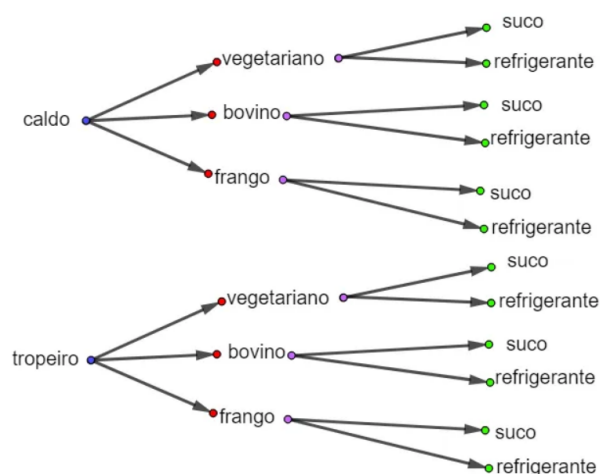 suco
vegetariano
refrigerante
suco
caldo
bovino
refrigerante
frango
suco
refrigerante
suco
vegetariano
refrigerante
suco
tropeiro
bovino
refrigerante
frango
suco
refrigerante